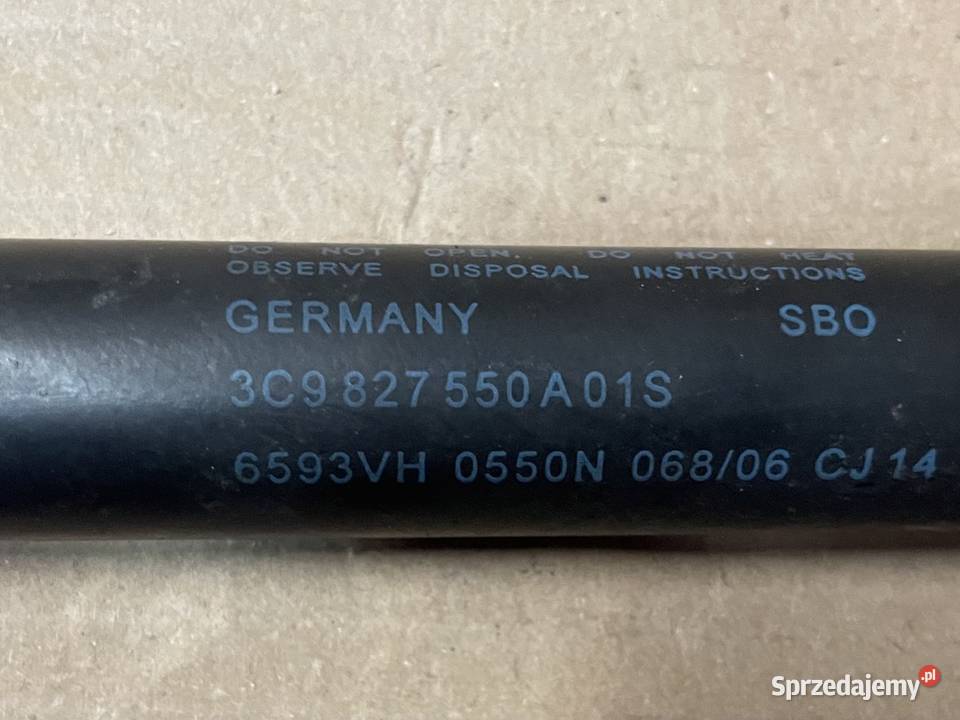 DO NOT OPEN. DO NOT HEAT
OBSERVE DISPOSAL INSTRUCTIONS
GERMANY SBO
3C9 827 550 A 01S
6593VH 0550N 068/06 CJ 14
Sprzedajemy.pl